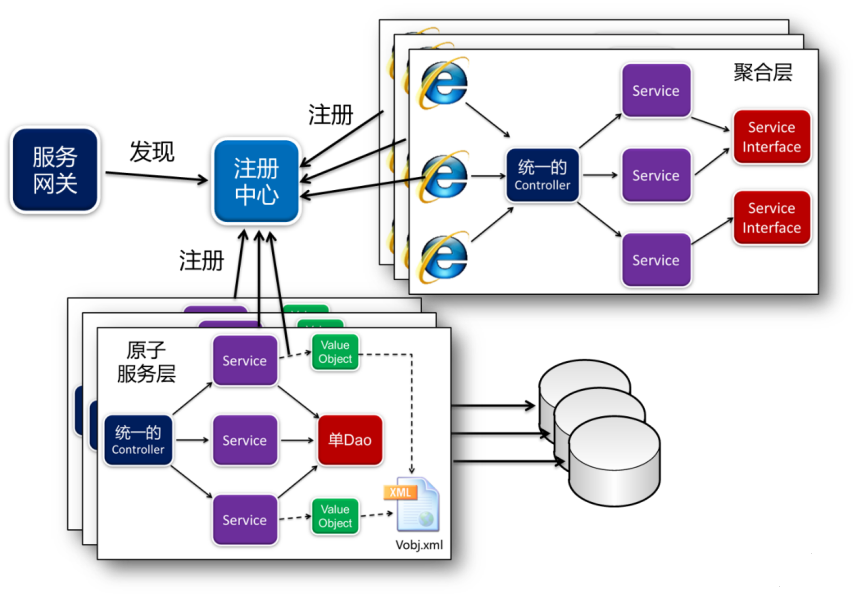 聚合层
注册
Service
Service
Interface
服务
网关
发现
注册
中心
统一的
Controller
Service
Service
Interface
Service
注册
原子
服务层
Service
Value
Object
统一的
Controller
Service
单Dao
Service
Value
Object
XML
Vobj.xml